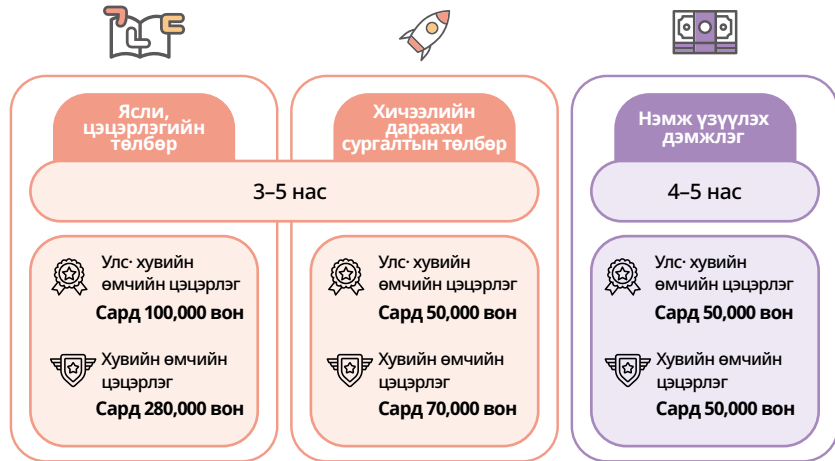 Ясли,
цэцэрлэгийн
төлбөр
Хичээлийн
дараахи
сургалтын төлбөр
Нэмж үзүүлэх
дэмжлэг
3–5 нас
4–5 нас
Улс· хувийн
өмчийн цэцэрлэг
Сард 100,000 вон
Хувийн өмчийн
цэцэрлэг
Сард 280,000 вон
Улс· хувийн
өмчийн цэцэрлэг
Сард 50,000 вон
Хувийн өмчийн
цэцэрлэг
Сард 70,000 вон
Улс· хувийн
өмчийн цэцэрлэг
Сард 50,000 вон
Хувийн өмчийн
цэцэрлэг
Сард 50,000 вон